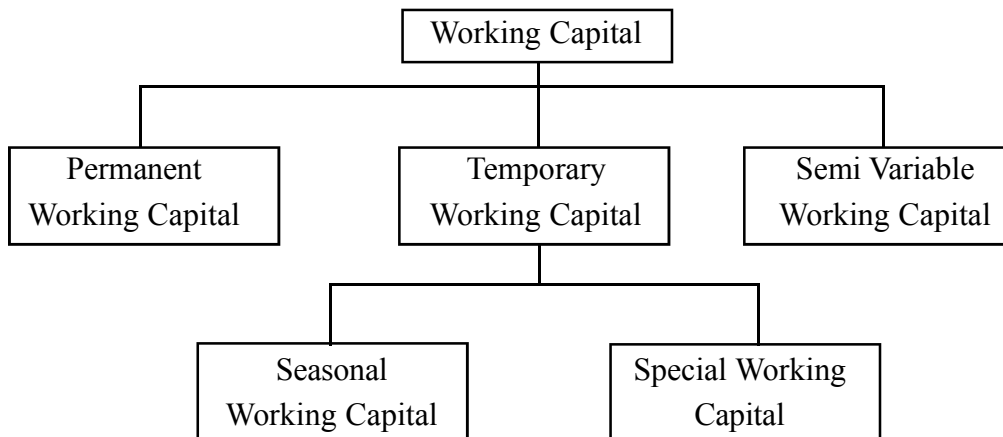 Working Capital
Permanent
Working Capital
Temporary
Working Capital
Semi Variable
Working Capital
Seasonal
Working Capital
Special Working
Capital